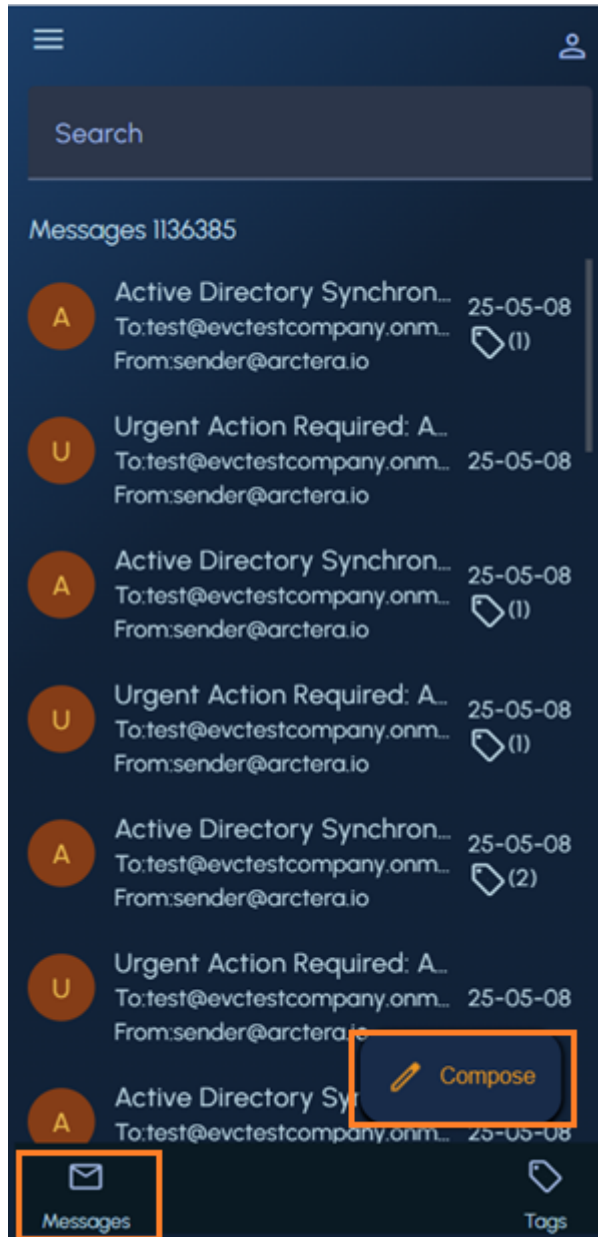 Search
Messages 1136385
A
Active Directory Synchron...
To:test@evctestcompany.onm...
From:sender@arctera.io
25-05-08
(1)
U
Urgent Action Required: A...
To:test@evctestcompany.onm...
From:sender@arctera.io
25-05-08
A
Active Directory Synchron...
To:test@evctestcompany.onm...
From:sender@arctera.io
25-05-08
(1)
U
Urgent Action Required: A...
To:test@evctestcompany.onm...
From:sender@arctera.io
25-05-08
(1)
A
Active Directory Synchron...
To:test@evctestcompany.onm...
From:sender@arctera.io
25-05-08
(2)
U
Urgent Action Required: A...
To:test@evctestcompany.onm...
From:sender@arctera.io
25-05-08
Compose
A
Active Directory
To:test@evctestcompany.onm...
25-05-08
Messages
Tags